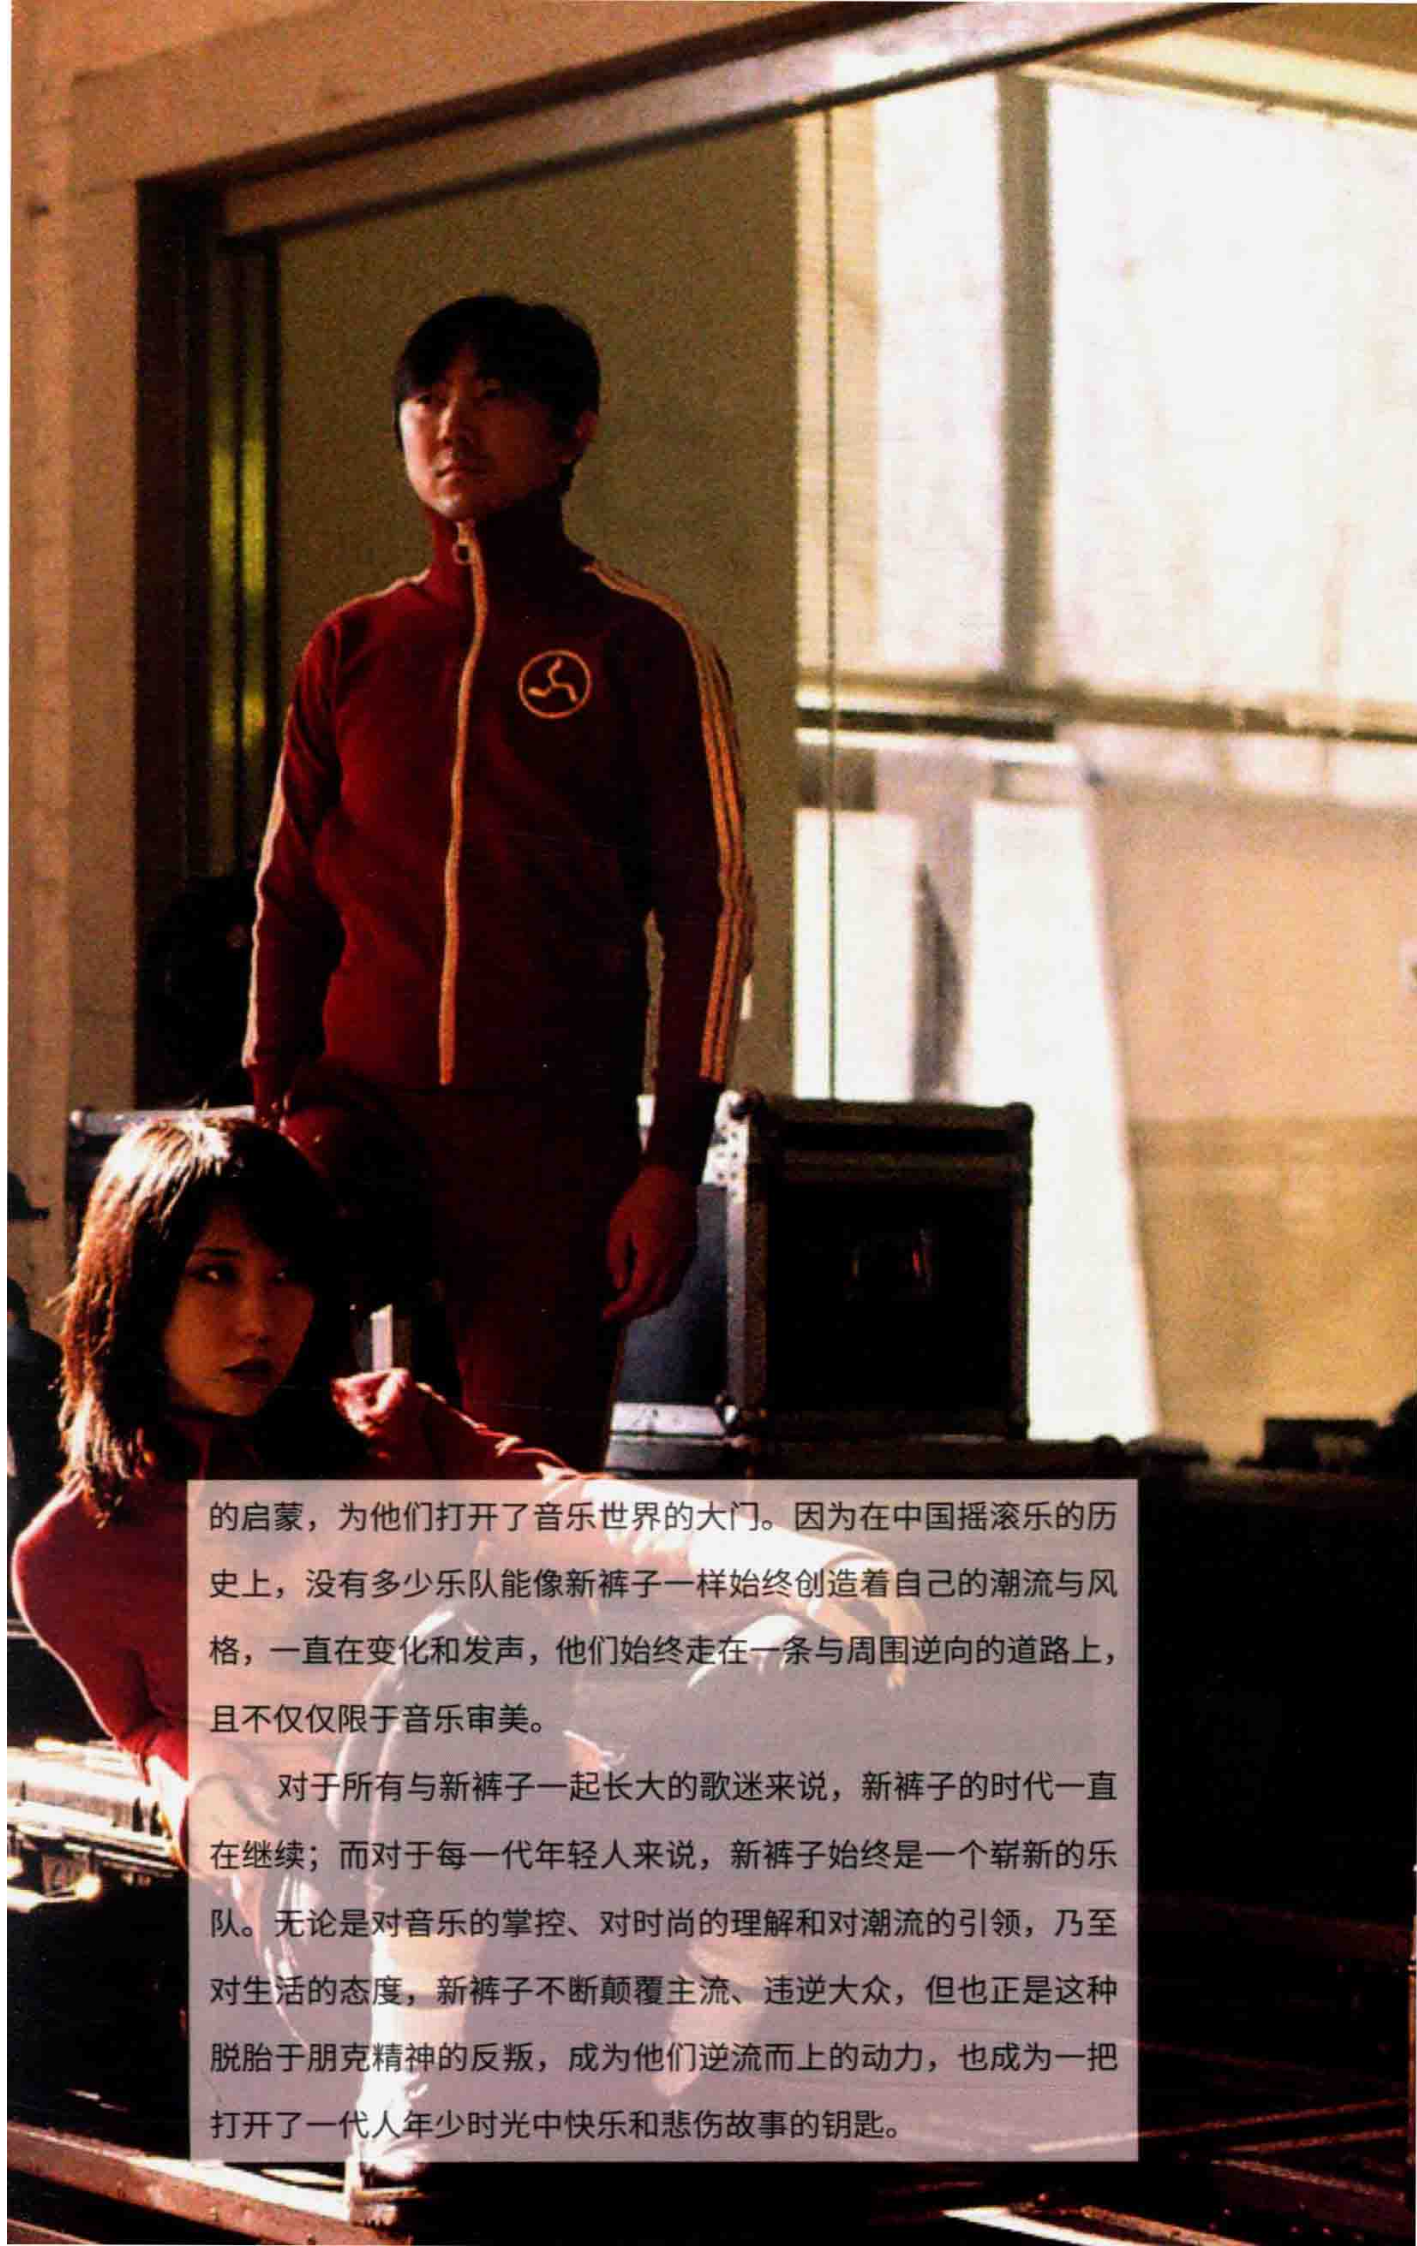 的启蒙，为他们打开了音乐世界的大门。因为在中国摇滚乐的历
史上，没有多少乐队能像新裤子一样始终创造着自己的潮流与风
格，一直在变化和发声，他们始终走在一条与周围逆向的道路上，
且不仅仅限于音乐审美。
对于所有与新裤子一起长大的歌迷来说，新裤子的时代一直
在继续；而对于每一代年轻人来说，新裤子始终是一个崭新的乐
队。无论是对音乐的掌控、对时尚的理解和对潮流的引领，乃至
对生活的态度，新裤子不断颠覆主流、违逆大众，但也正是这种
脱胎于朋克精神的反叛，成为他们逆流而上的动力，也成为一把
打开了一代人年少时光中快乐和悲伤故事的钥匙。